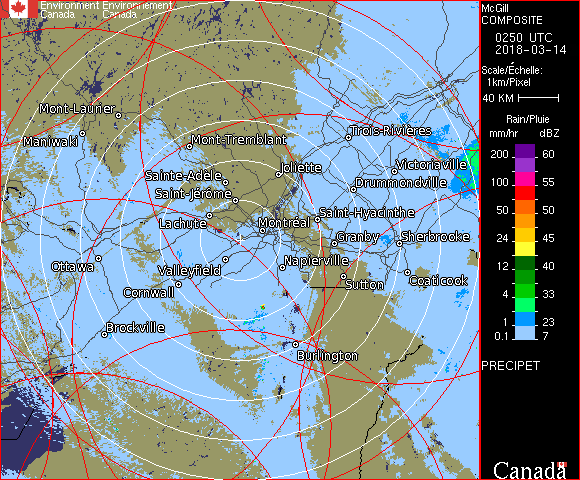 Environment Environnement
Canada Canada
McGill
COMPOSITE
0250 UTC
2018-03-14
Scale/Échelle:
1km/Pixel
40 KM
Rain/Pluie
mm/hr dBZ
200 60
100 55
50 50
24 45
12 40
4 33
1 23
0.1 7
PRECIPET
Canada
Mont-Laurier
Maniwaki
Mont-Tremblant
Trois-Rivières
Joliette
Victoriaville
Sainte-Adèle
Drummondville
Saint-Jérôme
Lachute
Saint-Hyacinthe
Montréal
Granby
Sherbrooke
Ottawa
Valleyfield
Napierville
Cornwall
Sutton
Coaticook
Brockville
Burlington